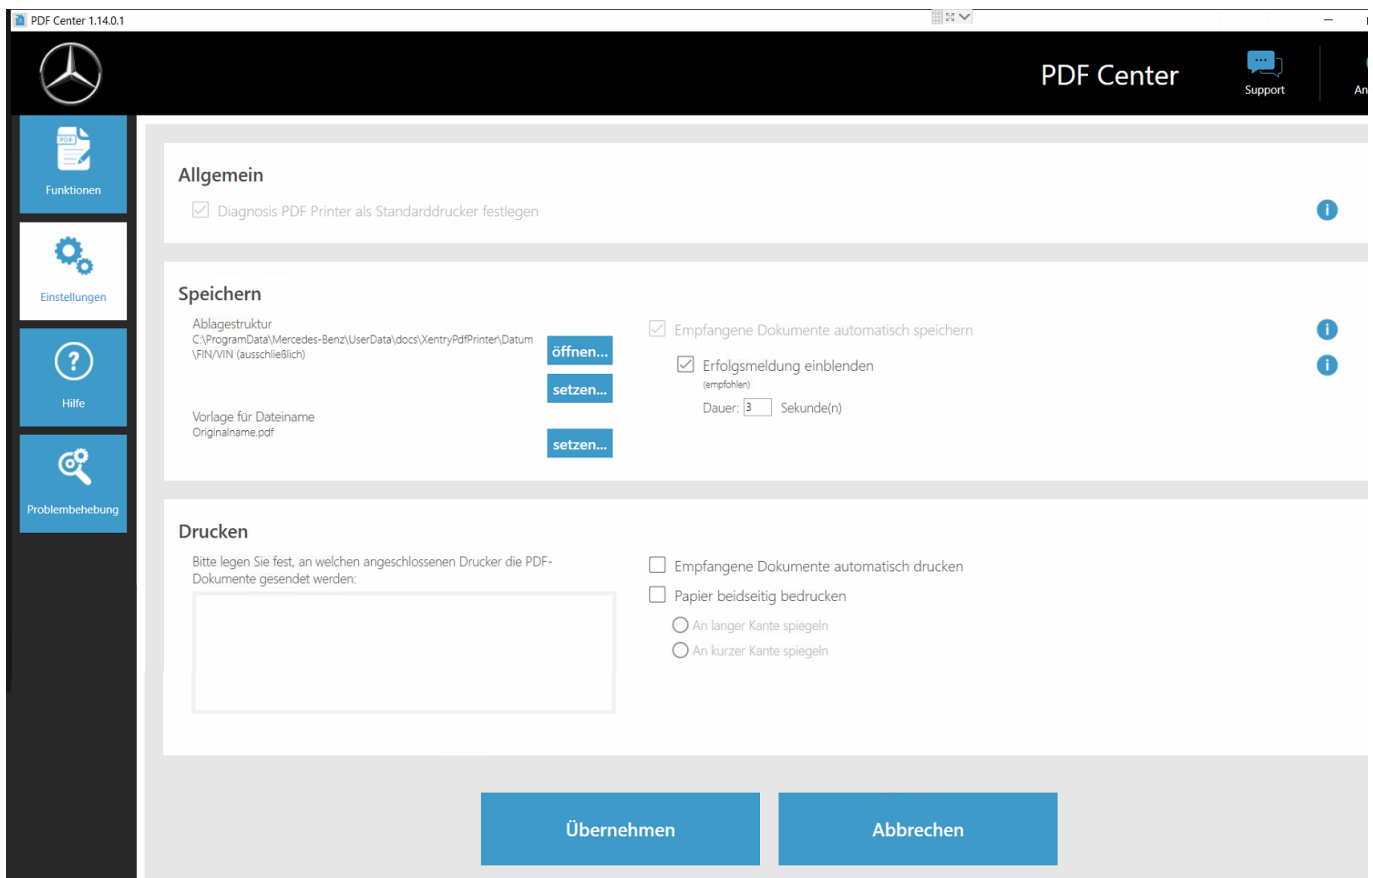 PDF Center 1.14.0.1
PDF Center
Support
An
PDF
Funktionen
Einstellungen
?
Hilfe
Problembehebung
Allgemein
Diagnosis PDF Printer als Standarddrucker festlegen
i
Speichern
Ablagestruktur
C:\ProgramData\Mercedes-Benz\UserData\docs\XentryPdfPrinter\Datum
\FIN/VIN (ausschließlich)
öffnen...
setzen...
Vorlage für Dateiname
Originalname.pdf
setzen...
Empfangene Dokumente automatisch speichern
i
Erfolgsmeldung einblenden
i
(empfohlen)
Dauer: 3 Sekunde(n)
Drucken
Bitte legen Sie fest, an welchen angeschlossenen Drucker die PDF-
Dokumente gesendet werden:
Empfangene Dokumente automatisch drucken
Papier beidseitig bedrucken
An langer Kante spiegeln
An kurzer Kante spiegeln
Übernehmen
Abbrechen